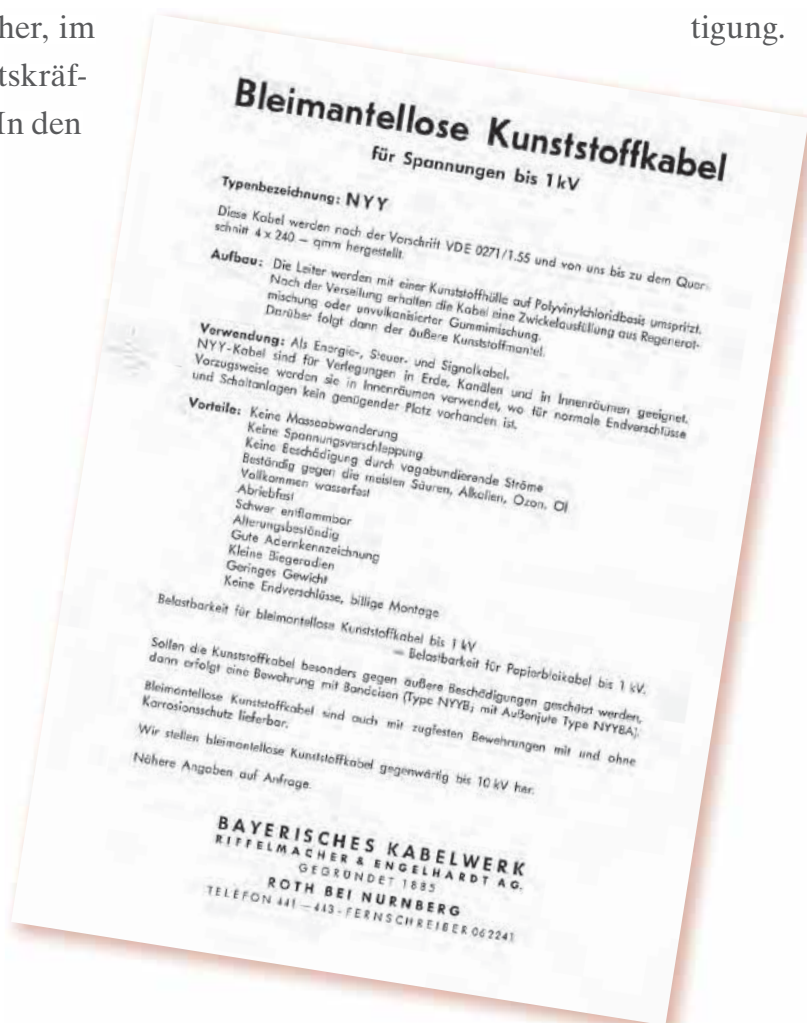 her, im
tskräf-
In den
tigung.
Bleimantellose Kunststoffkabel
für Spannungen bis 1 kV
Typenbezeichnung: NYY
Diese Kabel werden nach der Vorschrift VDE 0271/1.55 und von uns bis zu dem Quer-
schnitt 4 x 240 – qmm hergestellt.
Aufbau: Die Leiter werden mit einer Kunststoffhülle auf Polyvinylchloridbasis umspritzt.
Nach der Verseilung erhalten die Kabel eine Zwickelausfüllung aus Regenerat-
mischung oder unvulkanisierter Gummimischung.
Darüber folgt dann der äußere Kunststoffmantel.
Verwendung: Als Energie-, Steuer- und Signalkabel.
NYY-Kabel sind für Verlegungen in Erde, Kanälen und in Innenräumen geeignet.
Vorzugsweise werden sie in Innenräumen verwendet, wo für normale Endverschlüsse
und Schaltanlagen kein genügender Platz vorhanden ist.
Vorteile: Keine Masseabwanderung
Keine Spannungsverschleppung
Keine Beschädigung durch vagabundierende Ströme
Beständig gegen die meisten Säuren, Alkalien, Ozon, Öl
Vollkommen wasserfest
Abriebfest
Schwer entflammbar
Alterungsbeständig
Gute Adernkennzeichnung
Kleine Biegeradien
Geringes Gewicht
Keine Endverschlüsse, billige Montage
Belastbarkeit für bleimantellose Kunststoffkabel bis 1 kV
= Belastbarkeit für Papierbleikabel bis 1 kV.
Sollen die Kunststoffkabel besonders gegen äußere Beschädigungen geschützt werden,
dann erfolgt eine Bewehrung mit Bandeisen (Type NYYB; mit Außenjute Type NYYBA).
Bleimantellose Kunststoffkabel sind auch mit zugfesten Bewehrungen mit und ohne
Korrosionsschutz lieferbar.
Wir stellen bleimantellose Kunststoffkabel gegenwärtig bis 10 kV her.
Nähere Angaben auf Anfrage.
BAYERISCHES KABELWERK
RIFFELMACHER & ENGELHARDT AG.
GEGRÜNDET 1885
ROTH BEI NÜRNBERG
TELEFON 441 – 443 - FERNSCHREIBER 06 2241